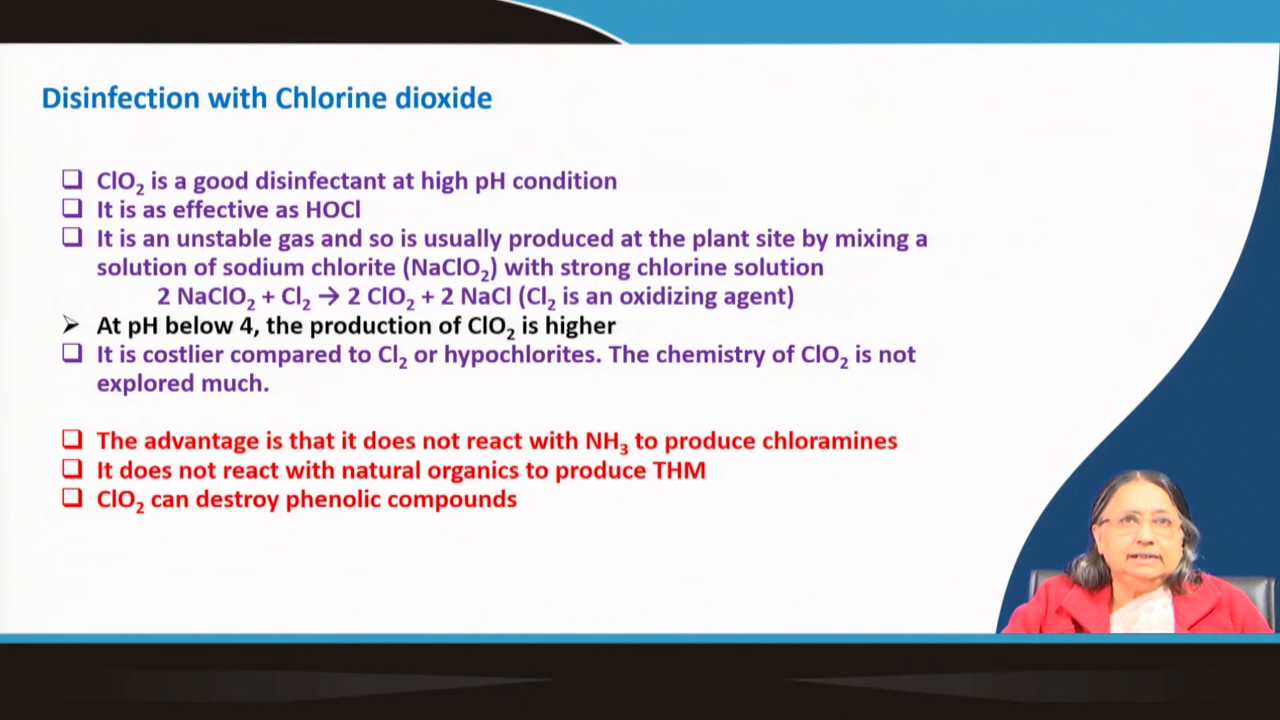 Disinfection with Chlorine dioxide
❑ ClO₂ is a good disinfectant at high pH condition
❑ It is as effective as HOCl
❑ It is an unstable gas and so is usually produced at the plant site by mixing a
solution of sodium chlorite (NaClO₂) with strong chlorine solution
2 NaClO₂ + Cl₂ → 2 ClO₂ + 2 NaCl (Cl₂ is an oxidizing agent)
➢ At pH below 4, the production of ClO₂ is higher
❑ It is costlier compared to Cl₂ or hypochlorites. The chemistry of ClO₂ is not
explored much.
❑ The advantage is that it does not react with NH₃ to produce chloramines
❑ It does not react with natural organics to produce THM
❑ ClO₂ can destroy phenolic compounds